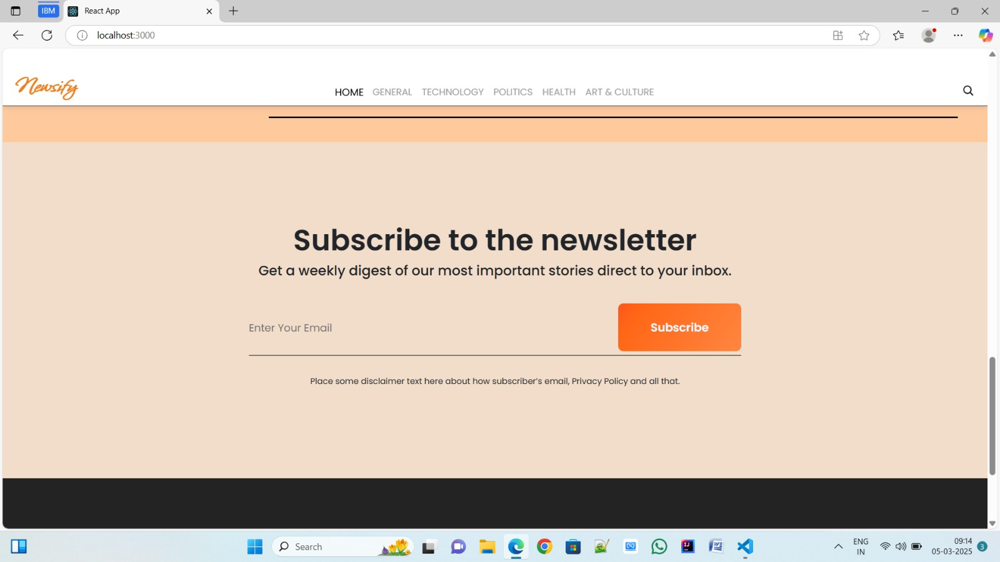 IBM React App
localhost:3000
Newsify
HOME GENERAL TECHNOLOGY POLITICS HEALTH ART & CULTURE
Subscribe to the newsletter
Get a weekly digest of our most important stories direct to your inbox.
Enter Your Email Subscribe
Place some disclaimer text here about how subscriber’s email, Privacy Policy and all that.
Search
ENG
IN
09:14
05-03-2025
3